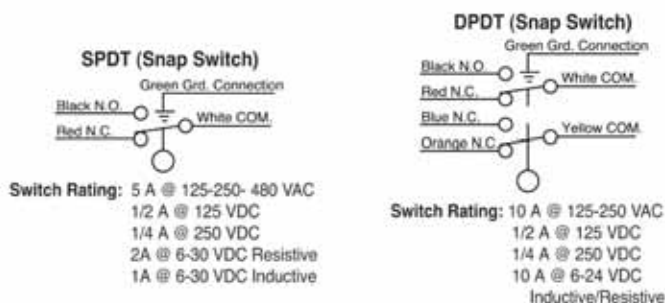 SPDT (Snap Switch)
Green Grd. Connection
Black N.O.
White COM.
Red N.C.
Switch Rating: 5 A @ 125-250- 480 VAC
1/2 A @ 125 VDC
1/4 A @ 250 VDC
2A @ 6-30 VDC Resistive
1A @ 6-30 VDC Inductive
DPDT (Snap Switch)
Green Grd. Connection
Black N.O.
White COM.
Red N.C.
Blue N.C.
Yellow COM.
Orange N.C.
Switch Rating: 10 A @ 125-250 VAC
1/2 A @ 125 VDC
1/4 A @ 250 VDC
10 A @ 6-24 VDC
Inductive/Resistive